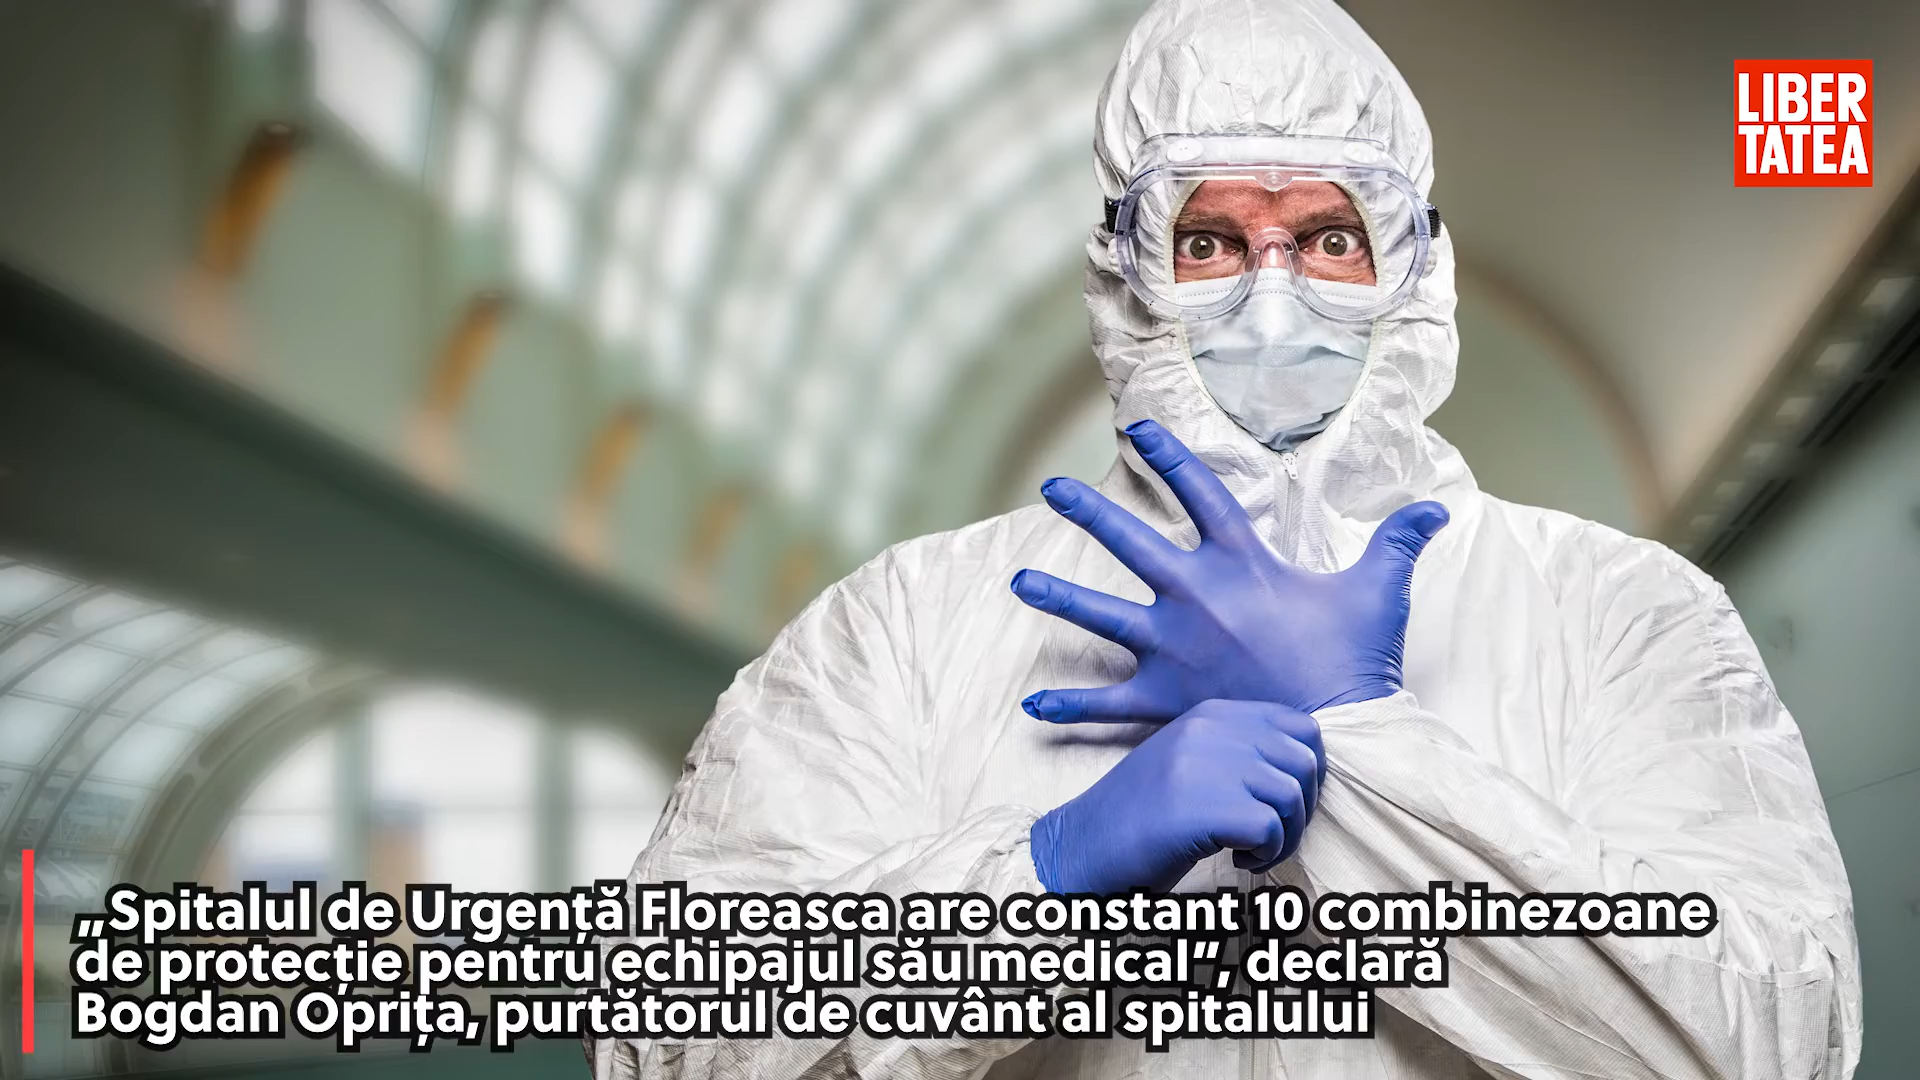 LIBER
TATEA
„Spitalul de Urgență Floreasca are constant 10 combinezoane
de protecție pentru echipajul său medical”, declară
Bogdan Oprița, purtătorul de cuvânt al spitalului